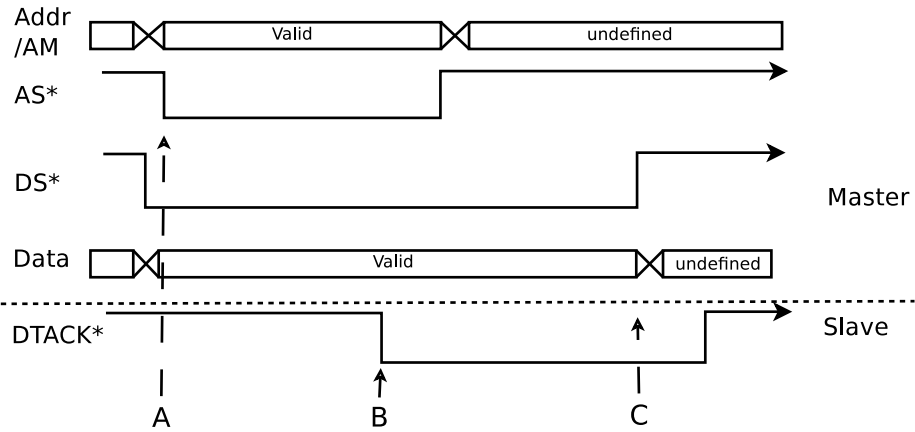 Addr
/AM
Valid
undefined
AS*
DS*
Master
Data
Valid
undefined
DTACK*
Slave
A
B
C